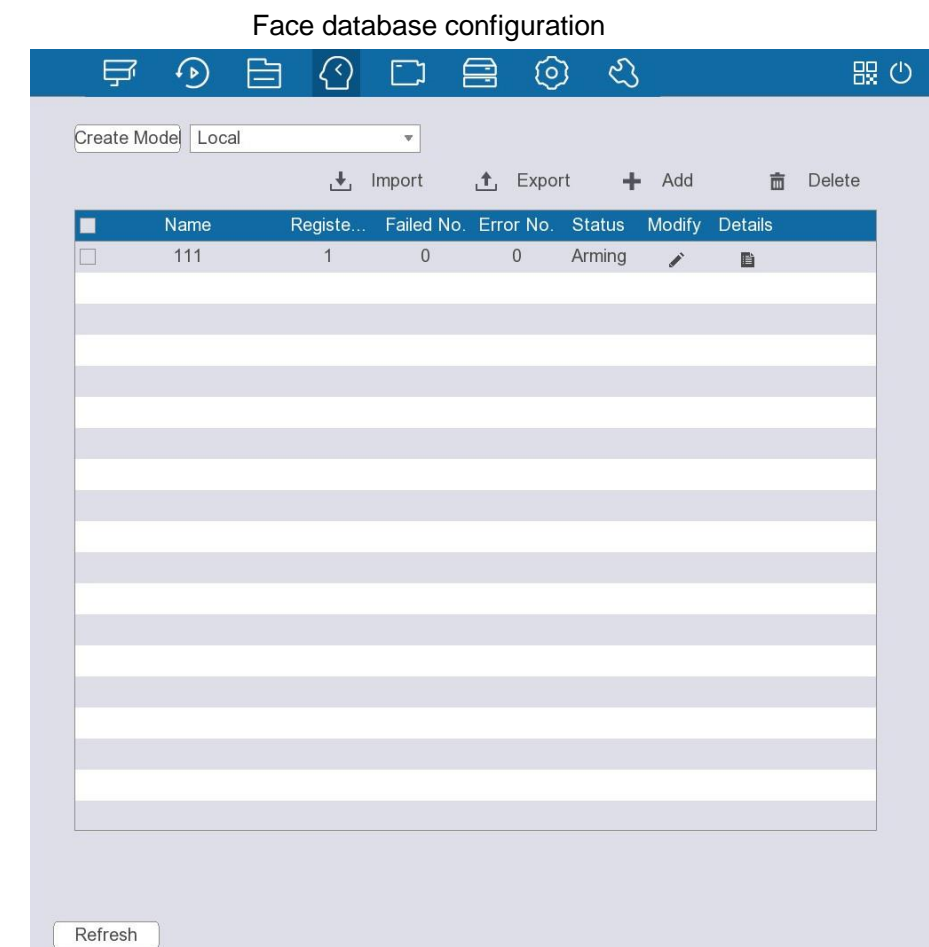 Face database configuration
Create Model Local
Import Export Add Delete
Name Registe... Failed No. Error No. Status Modify Details
111 1 0 0 Arming
Refresh